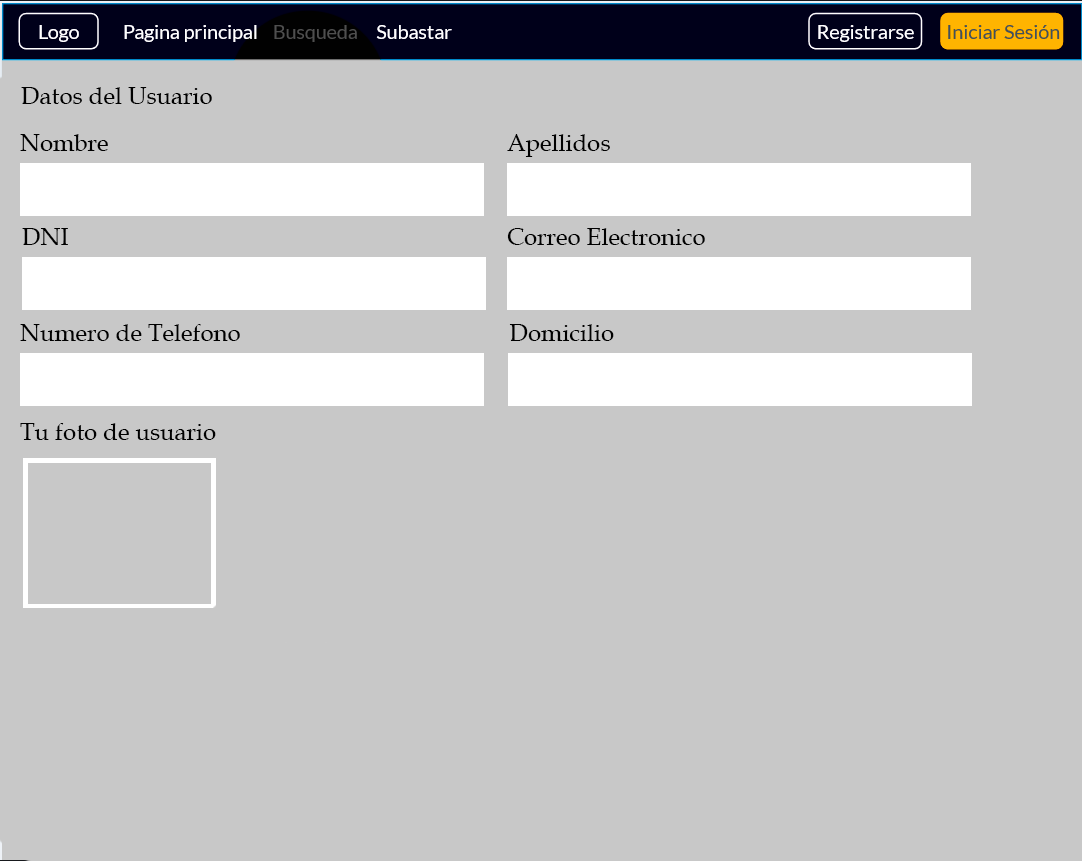 Logo Pagina principal Busqueda Subastar Registrarse Iniciar Sesión
Datos del Usuario
Nombre Apellidos
DNI Correo Electronico
Numero de Telefono Domicilio
Tu foto de usuario